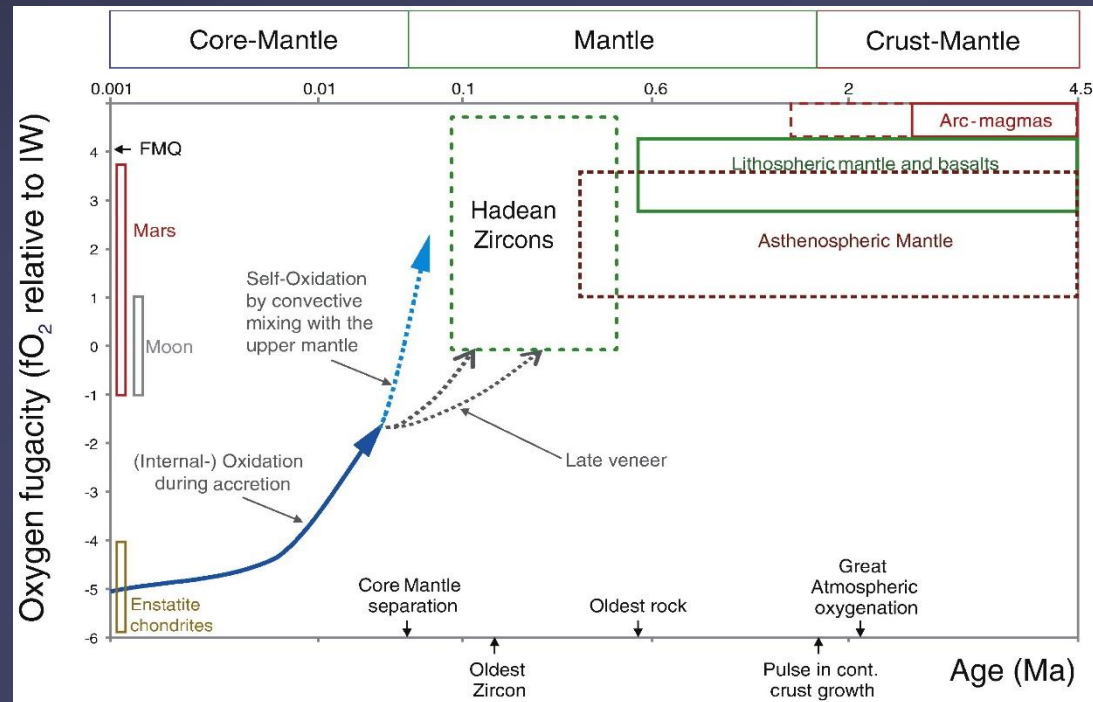 Core-Mantle
Mantle
Crust-Mantle
0.001
0.01
0.1
0.6
2
4.5
Oxygen fugacity (fO₂ relative to IW)
4
3
2
1
0
-1
-2
-3
-4
-5
-6
FMQ
Mars
Moon
Enstatite
chondrites
Self-Oxidation
by convective
mixing with the
upper mantle
(Internal-) Oxidation
during accretion
Hadean
Zircons
Late veneer
Arc-magmas
Lithospheric mantle and basalts
Asthenospheric Mantle
Core Mantle
separation
Oldest rock
Great
Atmospheric
oxygenation
Oldest
Zircon
Pulse in cont.
crust growth
Age (Ma)